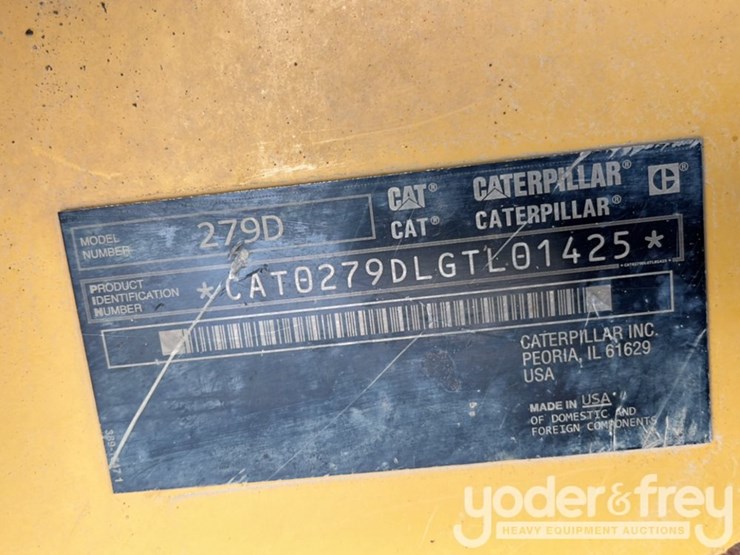 MODEL NUMBER 279D
CAT® CATERPILLAR®
CAT® CATERPILLAR®
PRODUCT IDENTIFICATION NUMBER *CAT0279DLGTL01425*
CATERPILLAR INC.
PEORIA, IL 61629
USA
MADE IN USA
OF DOMESTIC AND
FOREIGN COMPONENTS
yoder&frey
HEAVY EQUIPMENT AUCTIONS